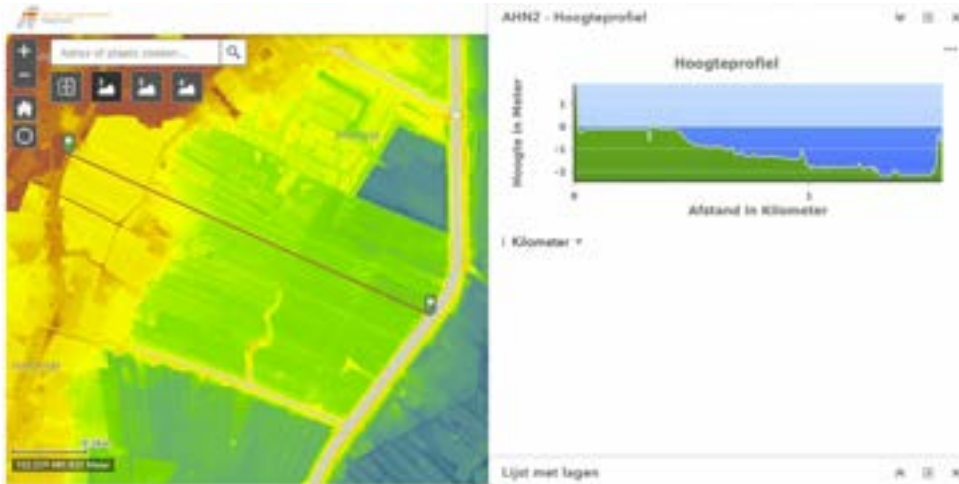 Adres of plaats zoeken...
AHN2 - Hoogteprofiel
Hoogteprofiel
Hoogte in Meter
1
0
-1
-2
0
1
Afstand in Kilometer
Kilometer
Lijst met lagen